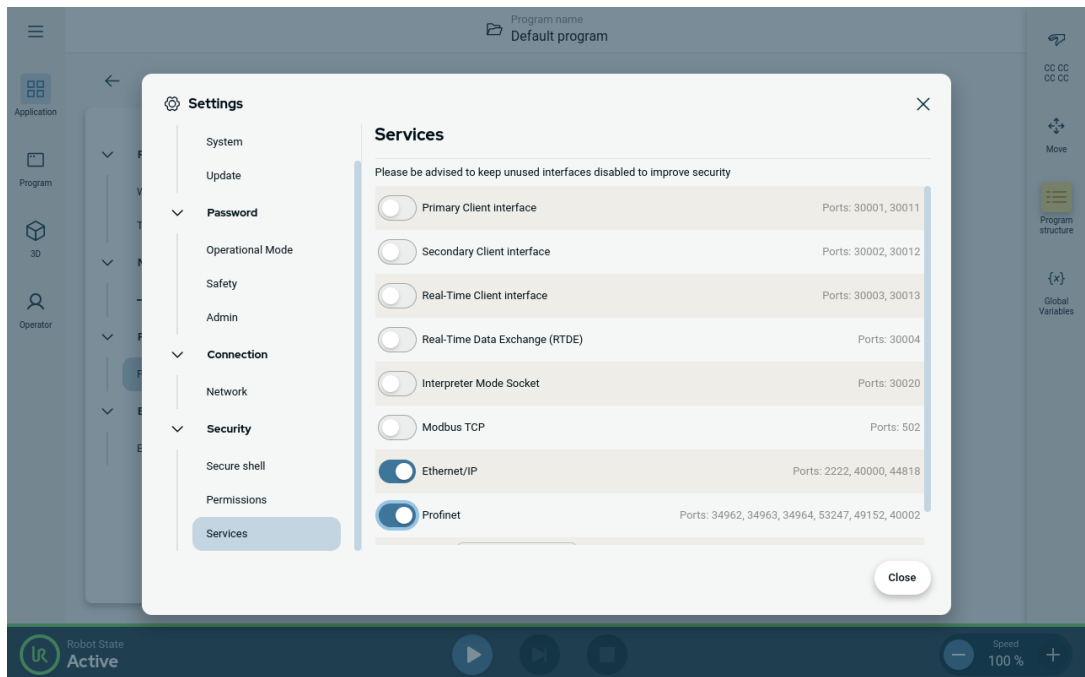 Program name
Default program
Application
Program
3D
Operator
Settings
System
Update
Password
Operational Mode
Safety
Admin
Connection
Network
Security
Secure shell
Permissions
Services
Services
Please be advised to keep unused interfaces disabled to improve security
Primary Client interface Ports: 30001, 30011
Secondary Client interface Ports: 30002, 30012
Real-Time Client interface Ports: 30003, 30013
Real-Time Data Exchange (RTDE) Ports: 30004
Interpreter Mode Socket Ports: 30020
Modbus TCP Ports: 502
Ethernet/IP Ports: 2222, 40000, 44818
Profinet Ports: 34962, 34963, 34964, 53247, 49152, 40002
Close
CC CC
CC CC
Move
Program
structure
{x}
Global
Variables
UR
Robot State
Active
Speed
100 %